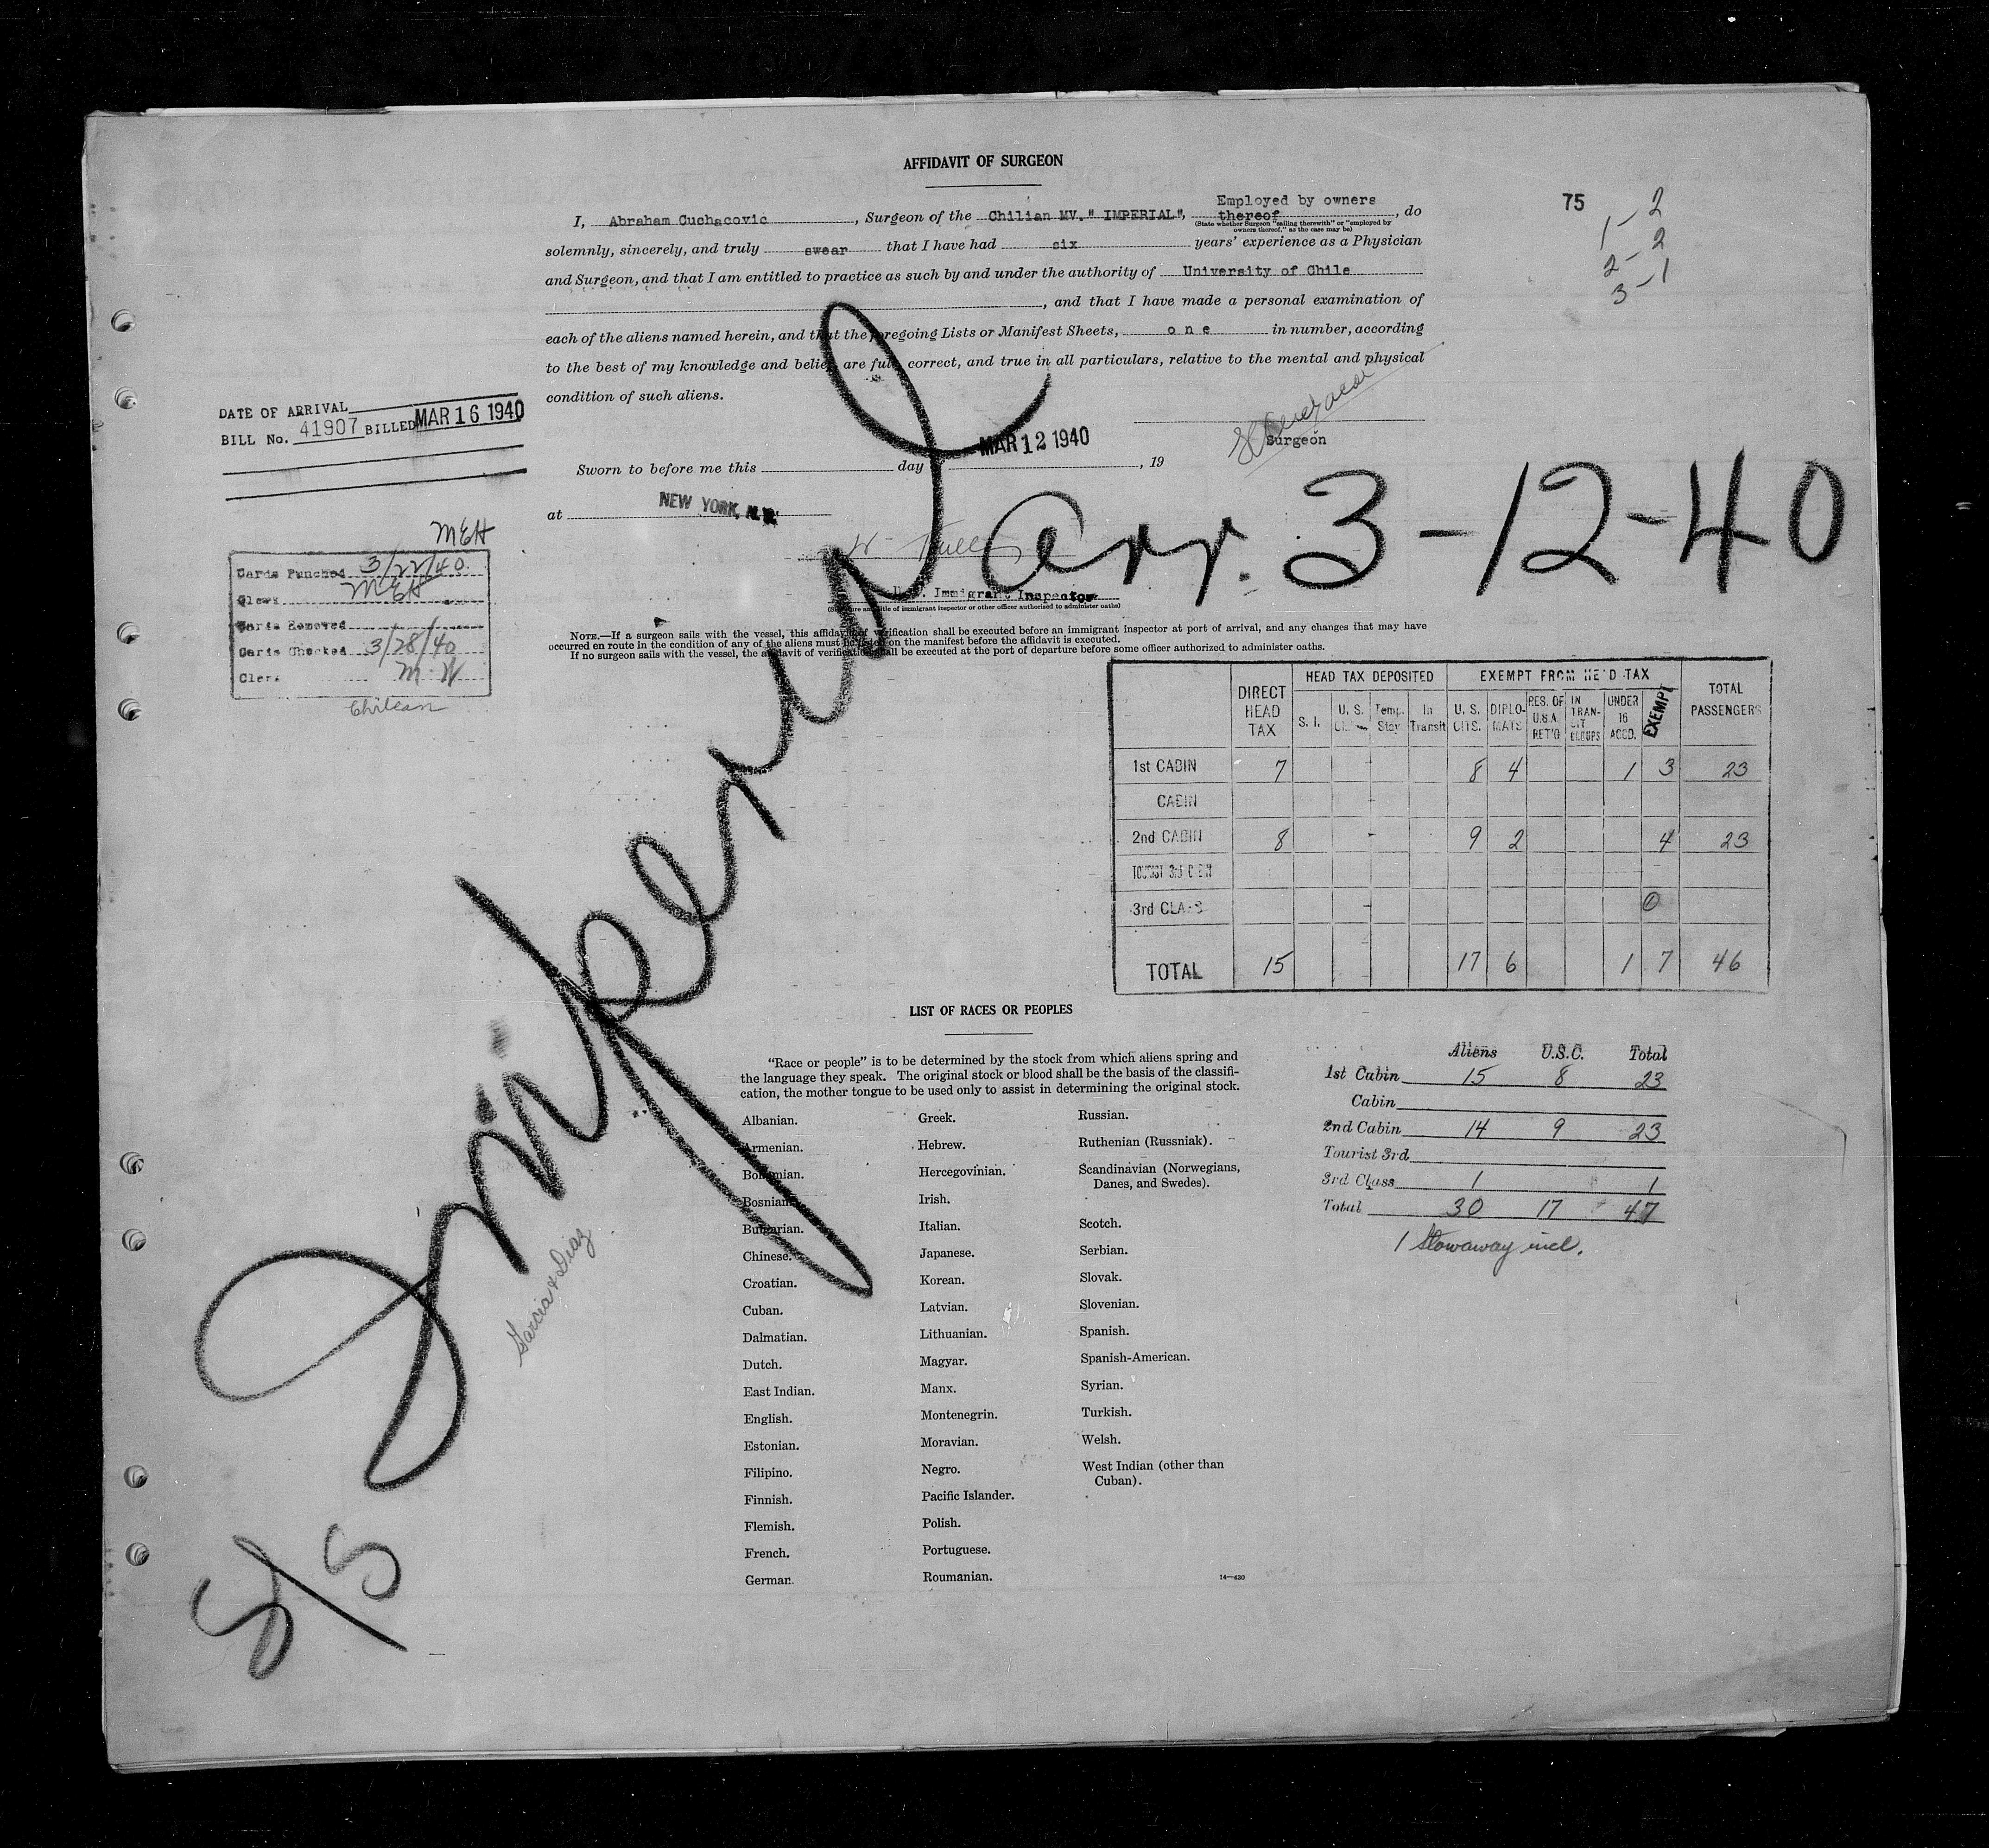 AFFIDAVIT OF SURGEON
75
1 - 2
2 - 2
3 - 1
Employed by owners
I, Abraham Cuchacovic, Surgeon of the Chilian MV. " IMPERIAL", thereof, do
(State whether Surgeon "sailing therewith" or "employed by
owners thereof," as the case may be)
solemnly, sincerely, and truly swear that I have had six years' experience as a Physician
and Surgeon, and that I am entitled to practice as such by and under the authority of University of Chile
, and that I have made a personal examination of
each of the aliens named herein, and that the foregoing Lists or Manifest Sheets, one in number, according
to the best of my knowledge and belief, are full, correct, and true in all particulars, relative to the mental and physical
condition of such aliens.
Surgeon
DATE OF ARRIVAL
BILL No. 41907 BILLED MAR 16 1940
Sworn to before me this day MAR 12 1940, 19
at NEW YORK, N.Y.
Imperial arr. 3-12-40
U.S. Immigrant Inspector
(Signature and title of immigrant inspector or other officer authorized to administer oaths)
MEH
Cards Punched 3/22/40
Clerk MEH
Cards Removed
Cards Checked 3/28/40
Clerk M.W
Chilean
NOTE.—If a surgeon sails with the vessel, this affidavit of verification shall be executed before an immigrant inspector at port of arrival, and any changes that may have
occurred en route in the condition of any of the aliens must be noted on the manifest before the affidavit is executed.
If no surgeon sails with the vessel, the affidavit of verification shall be executed at the port of departure before some officer authorized to administer oaths.
DIRECT HEAD TAX HEAD TAX DEPOSITED EXEMPT FROM HEAD TAX TOTAL PASSENGERS
S. I. U. S. Temp. Stay In Transit U. S. CITS. DIPLOMATS RES. OF U.S.A. RET'G IN TRANSIT GROUPS UNDER 16 ACCD. EXEMPT
1st CABIN 7 8 4 1 3 23
CABIN
2nd CABIN 8 9 2 4 23
TOURIST 3rd CABIN
3rd CLASS 0
TOTAL 15 17 6 1 7 46
LIST OF RACES OR PEOPLES
"Race or people" is to be determined by the stock from which aliens spring and
the language they speak. The original stock or blood shall be the basis of the classifi-
cation, the mother tongue to be used only to assist in determining the original stock.
Albanian.
Armenian.
Bohemian.
Bosnian.
Bulgarian.
Chinese.
Croatian.
Cuban.
Dalmatian.
Dutch.
East Indian.
English.
Estonian.
Filipino.
Finnish.
Flemish.
French.
German.
Greek.
Hebrew.
Hercegovinian.
Irish.
Italian.
Japanese.
Korean.
Latvian.
Lithuanian.
Magyar.
Manx.
Montenegrin.
Moravian.
Negro.
Pacific Islander.
Polish.
Portuguese.
Roumanian.
Russian.
Ruthenian (Russniak).
Scandinavian (Norwegians,
Danes, and Swedes).
Scotch.
Serbian.
Slovak.
Slovenian.
Spanish.
Spanish-American.
Syrian.
Turkish.
Welsh.
West Indian (other than
Cuban).
14—430
Aliens U.S.C. Total
1st Cabin 15 8 23
Cabin
2nd Cabin 14 9 23
Tourist 3rd
3rd Class 1 1
Total 30 17 47
1 Stowaway incl.
Garcia & Diaz
S/S